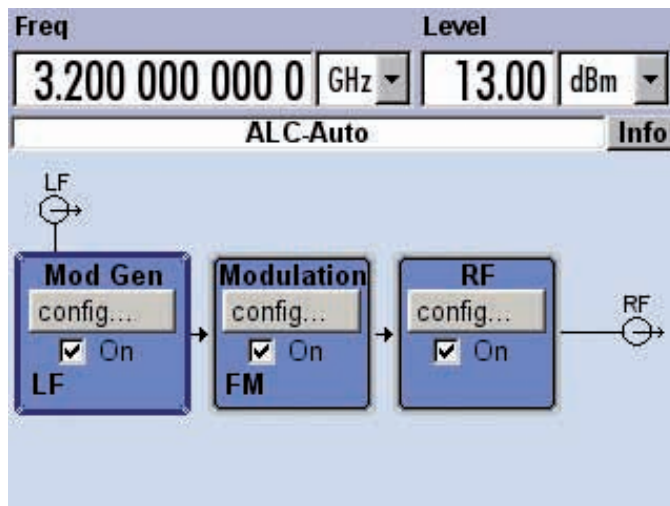 Freq Level
3.200 000 000 0 GHz 13.00 dBm
ALC-Auto Info
LF
Mod Gen Modulation RF
config... config... config... RF
On On On
LF FM